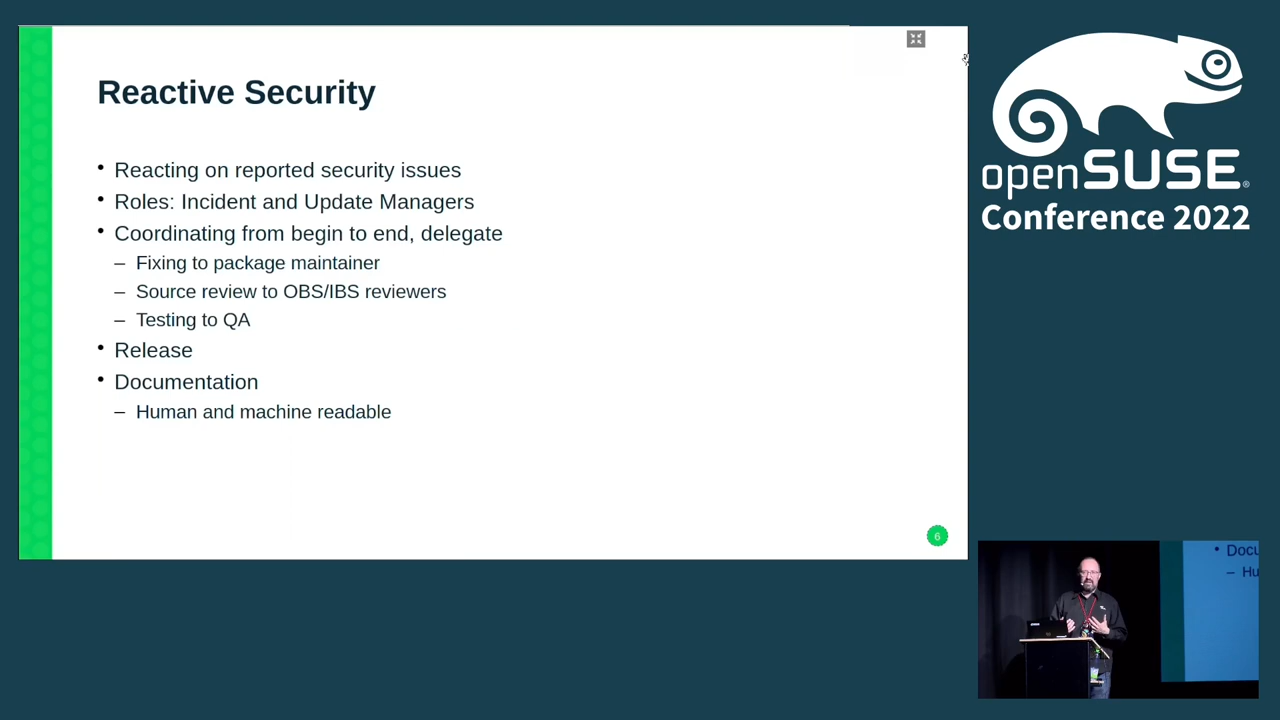 Reactive Security
• Reacting on reported security issues
• Roles: Incident and Update Managers
• Coordinating from begin to end, delegate
– Fixing to package maintainer
– Source review to OBS/IBS reviewers
– Testing to QA
• Release
• Documentation
– Human and machine readable
6
openSUSE®
Conference 2022
• Docu
– Hu